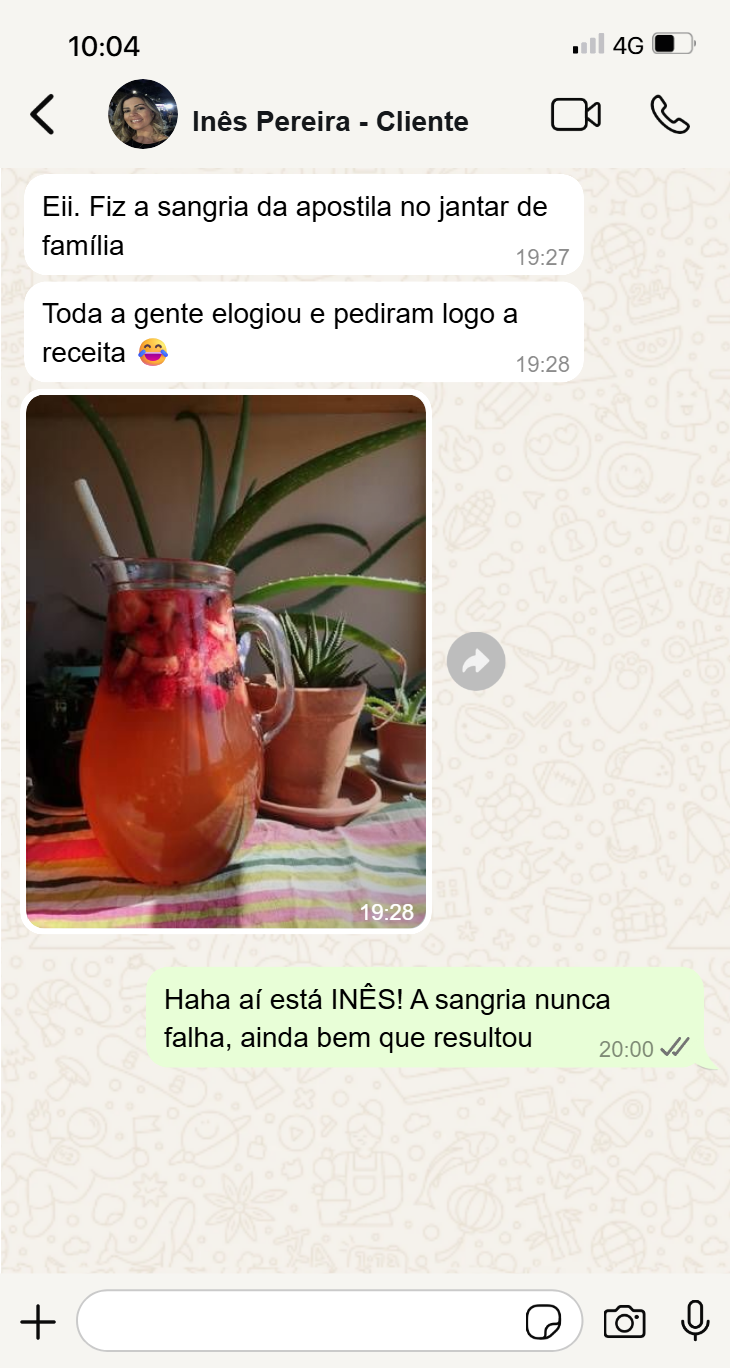 10:04
4G
Inês Pereira - Cliente
Eii. Fiz a sangria da apostila no jantar de
família
19:27
Toda a gente elogiou e pediram logo a
receita 😂
19:28
19:28
Haha aí está INÊS! A sangria nunca
falha, ainda bem que resultou
20:00